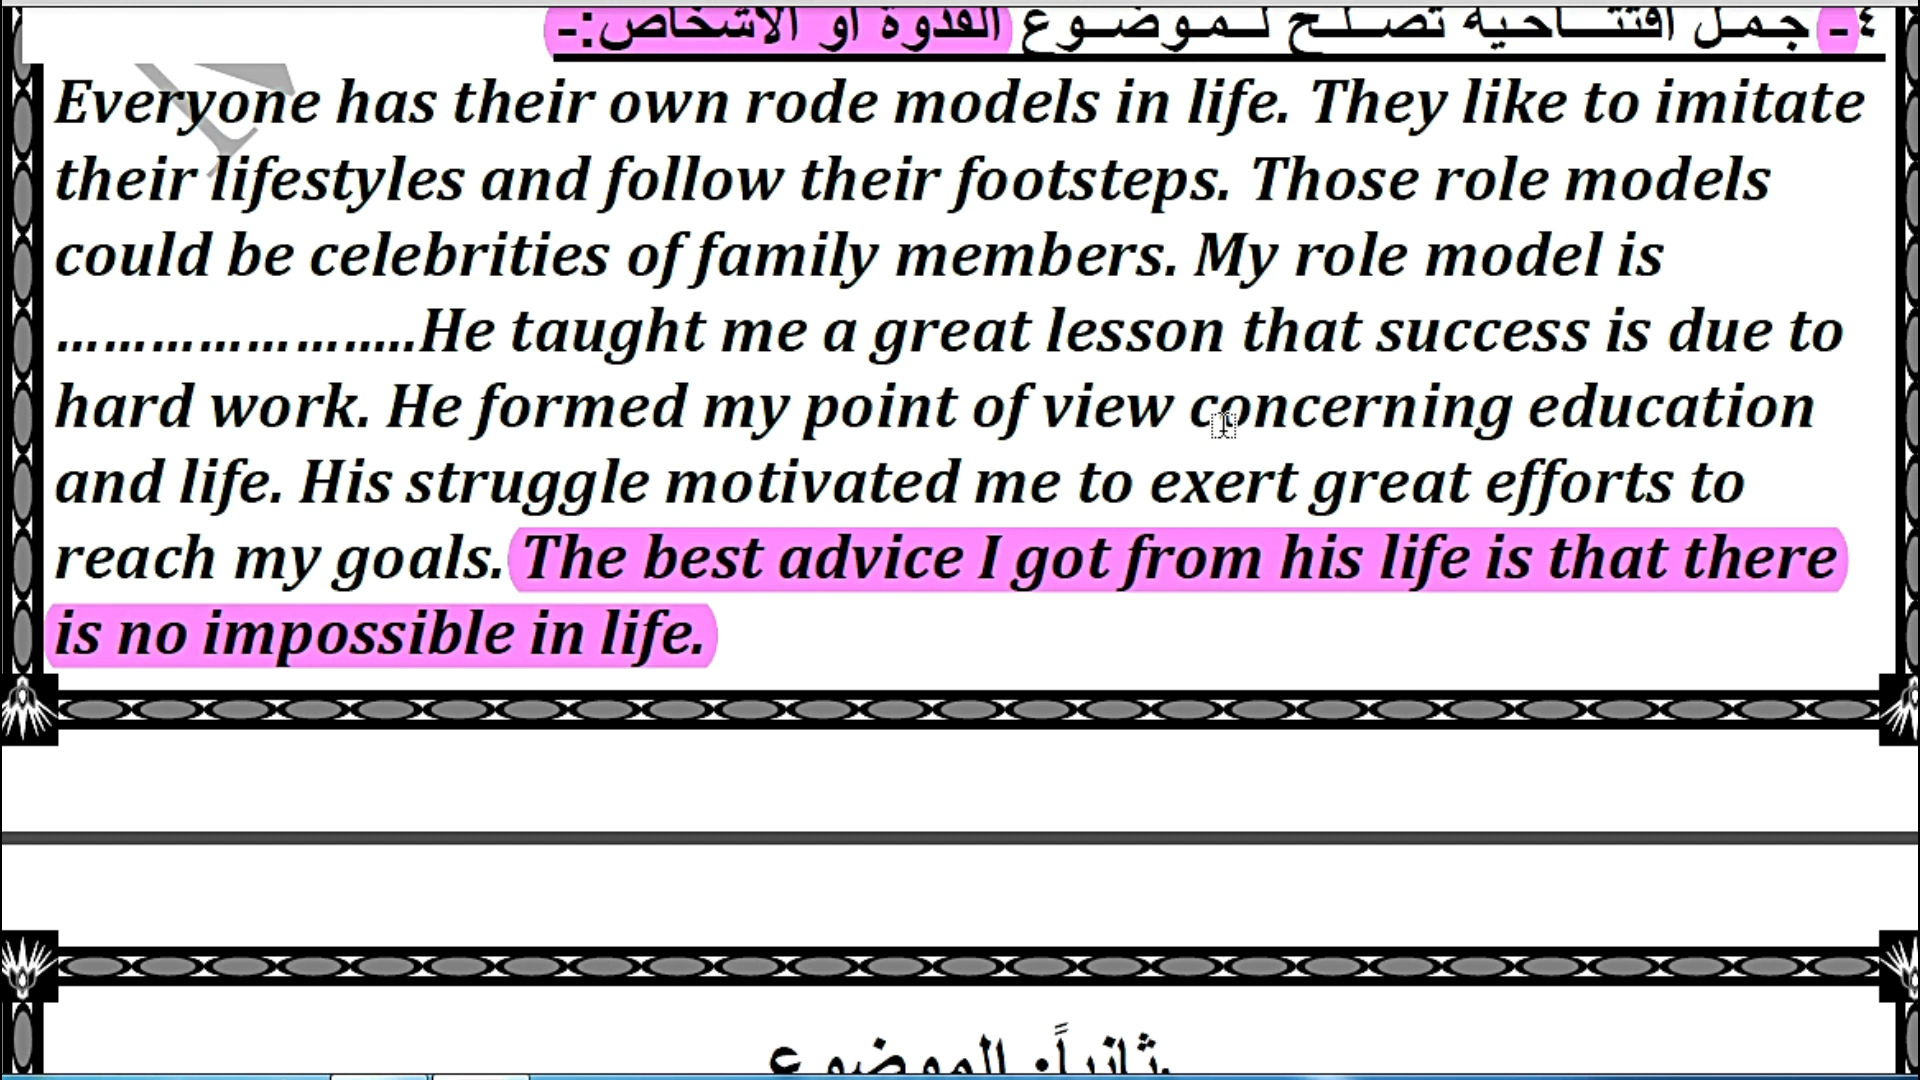 ٤- جمل افتتاحية تصلح لموضوع القدوة او الاشخاص:-
Everyone has their own rode models in life. They like to imitate
their lifestyles and follow their footsteps. Those role models
could be celebrities of family members. My role model is
…………………..He taught me a great lesson that success is due to
hard work. He formed my point of view concerning education
and life. His struggle motivated me to exert great efforts to
reach my goals. The best advice I got from his life is that there
is no impossible in life.
ثانياً: الموضوع